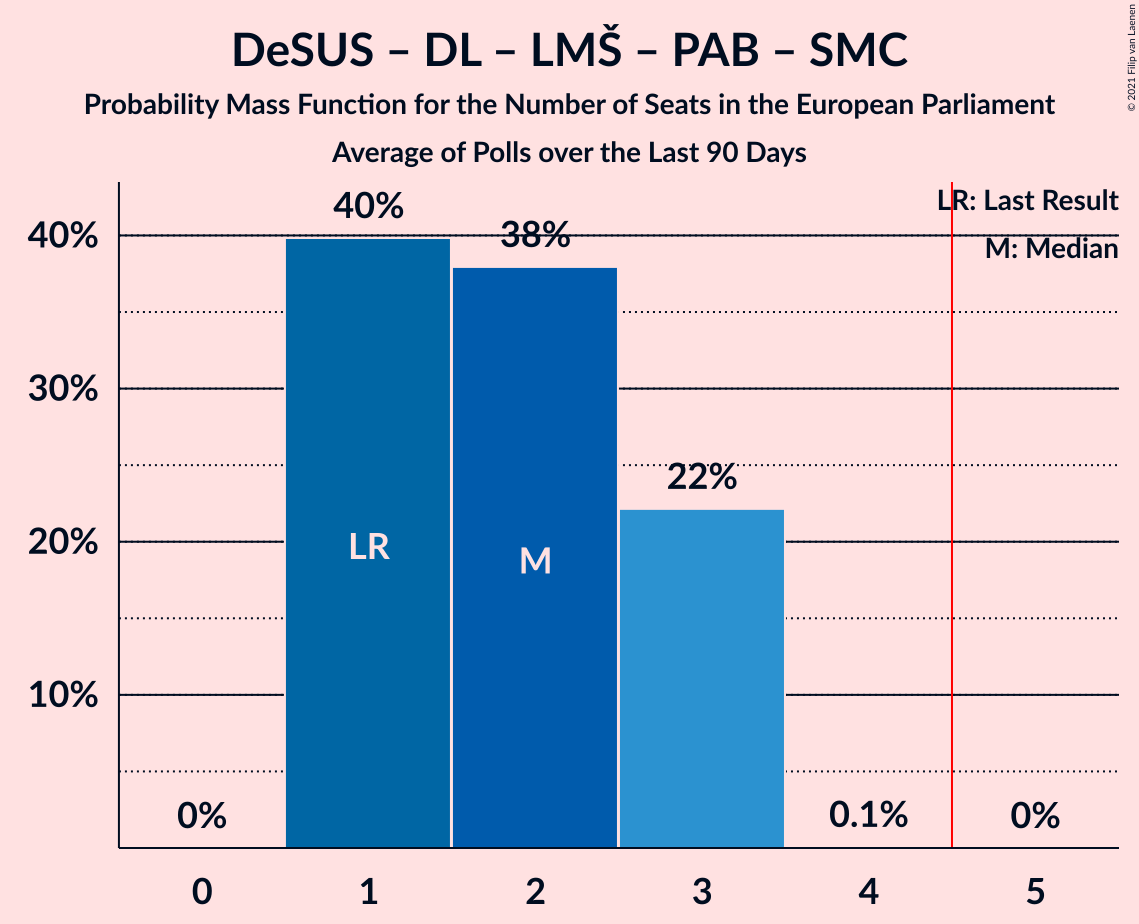 DeSUS – DL – LMŠ – PAB – SMC
Probability Mass Function for the Number of Seats in the European Parliament
Average of Polls over the Last 90 Days
© 2021 Filip van Laenen
LR: Last Result
M: Median
40%
30%
20%
10%
0%
40%
38%
22%
0.1%
0%
LR
M
0 1 2 3 4 5